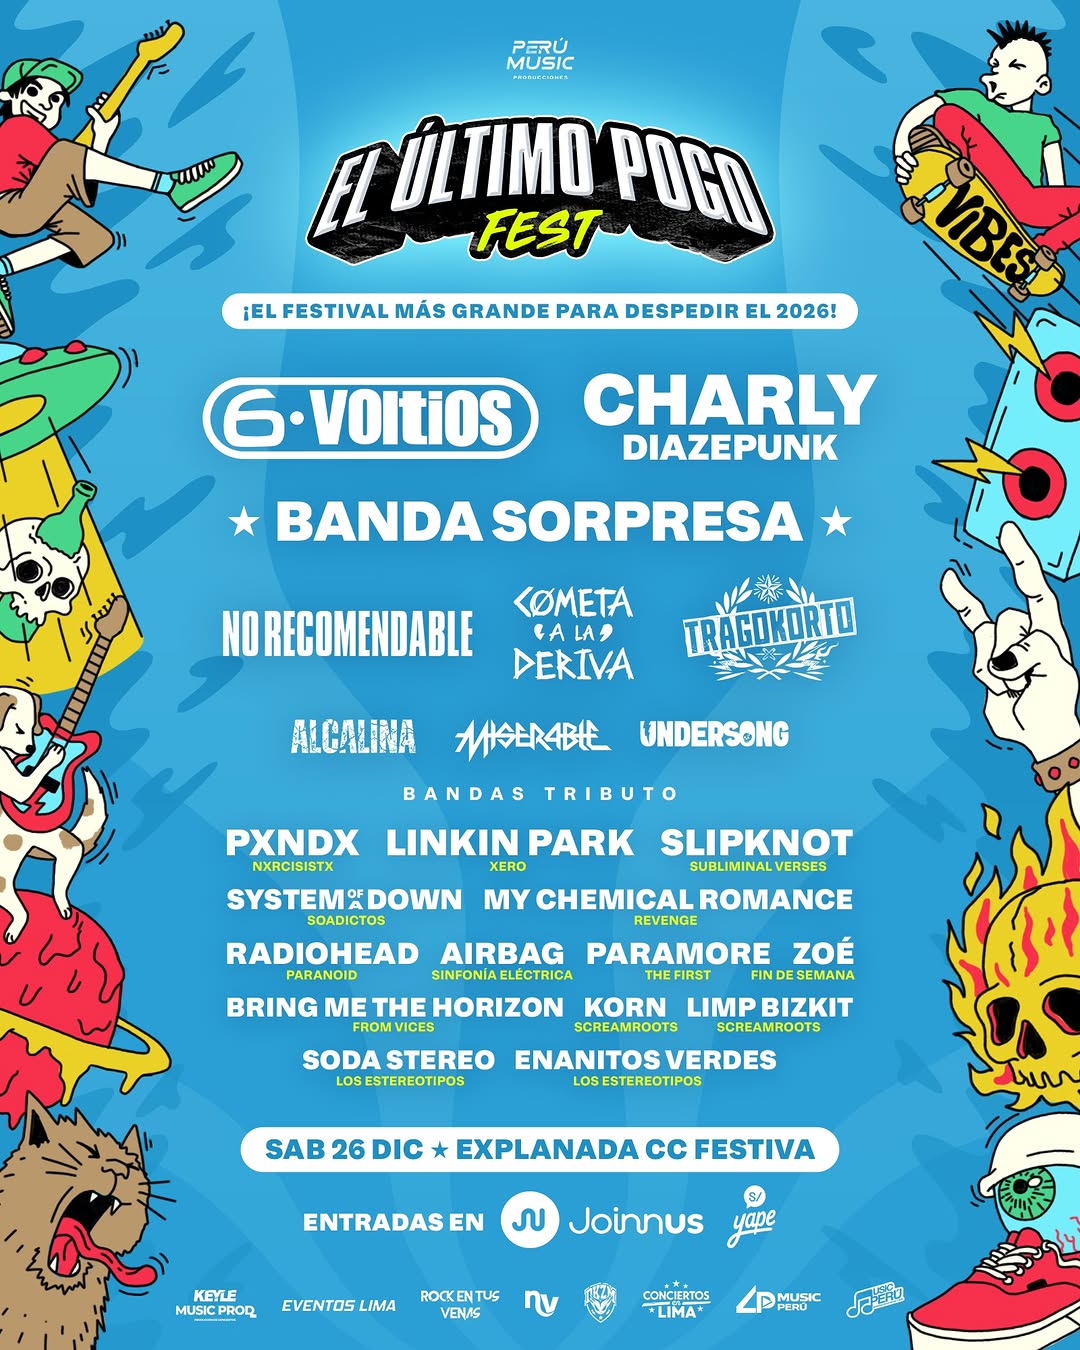 PERÚ
MUSIC
PRODUCCIONES
EL ÚLTIMO POGO
FEST
¡EL FESTIVAL MÁS GRANDE PARA DESPEDIR EL 2026!
6·VOltiOS
CHARLY
DIAZEPUNK
VIBES
★ BANDA SORPRESA ★
NO RECOMENDABLE
CØMETA
A LA
DERIVA
TRAGOKORTO
ALCALINA
MISERABLE
UNDERSONG
BANDAS TRIBUTO
PXNDX LINKIN PARK SLIPKNOT
NXRCISISTX XERO SUBLIMINAL VERSES
SYSTEM OF A DOWN MY CHEMICAL ROMANCE
SOADICTOS REVENGE
RADIOHEAD AIRBAG PARAMORE ZOÉ
PARANOID SINFONÍA ELÉCTRICA THE FIRST FIN DE SEMANA
BRING ME THE HORIZON KORN LIMP BIZKIT
FROM VICES SCREAMROOTS SCREAMROOTS
SODA STEREO ENANITOS VERDES
LOS ESTEREOTIPOS LOS ESTEREOTIPOS
SAB 26 DIC ★ EXPLANADA CC FESTIVA
ENTRADAS EN Joinnus
S/
yape
KEYLE
MUSIC PROD
EVENTOS LIMA
ROCK EN TUS
VENAS
CONCIERTOS
en
LIMA
MUSIC
PERÚ
MUSIC
PERÚ